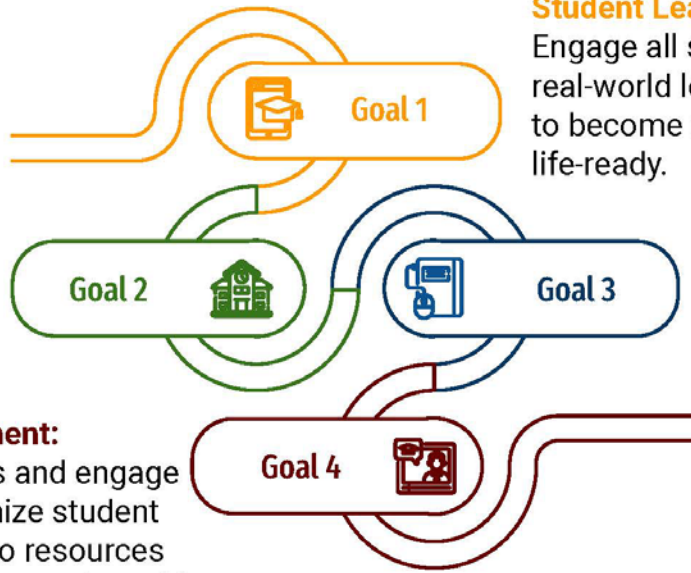 Student Lea
Engage all s
real-world le
to become
life-ready.
Goal 1
Goal 2
Goal 3
Goal 4
nent:
s and engage
nize student
o resources